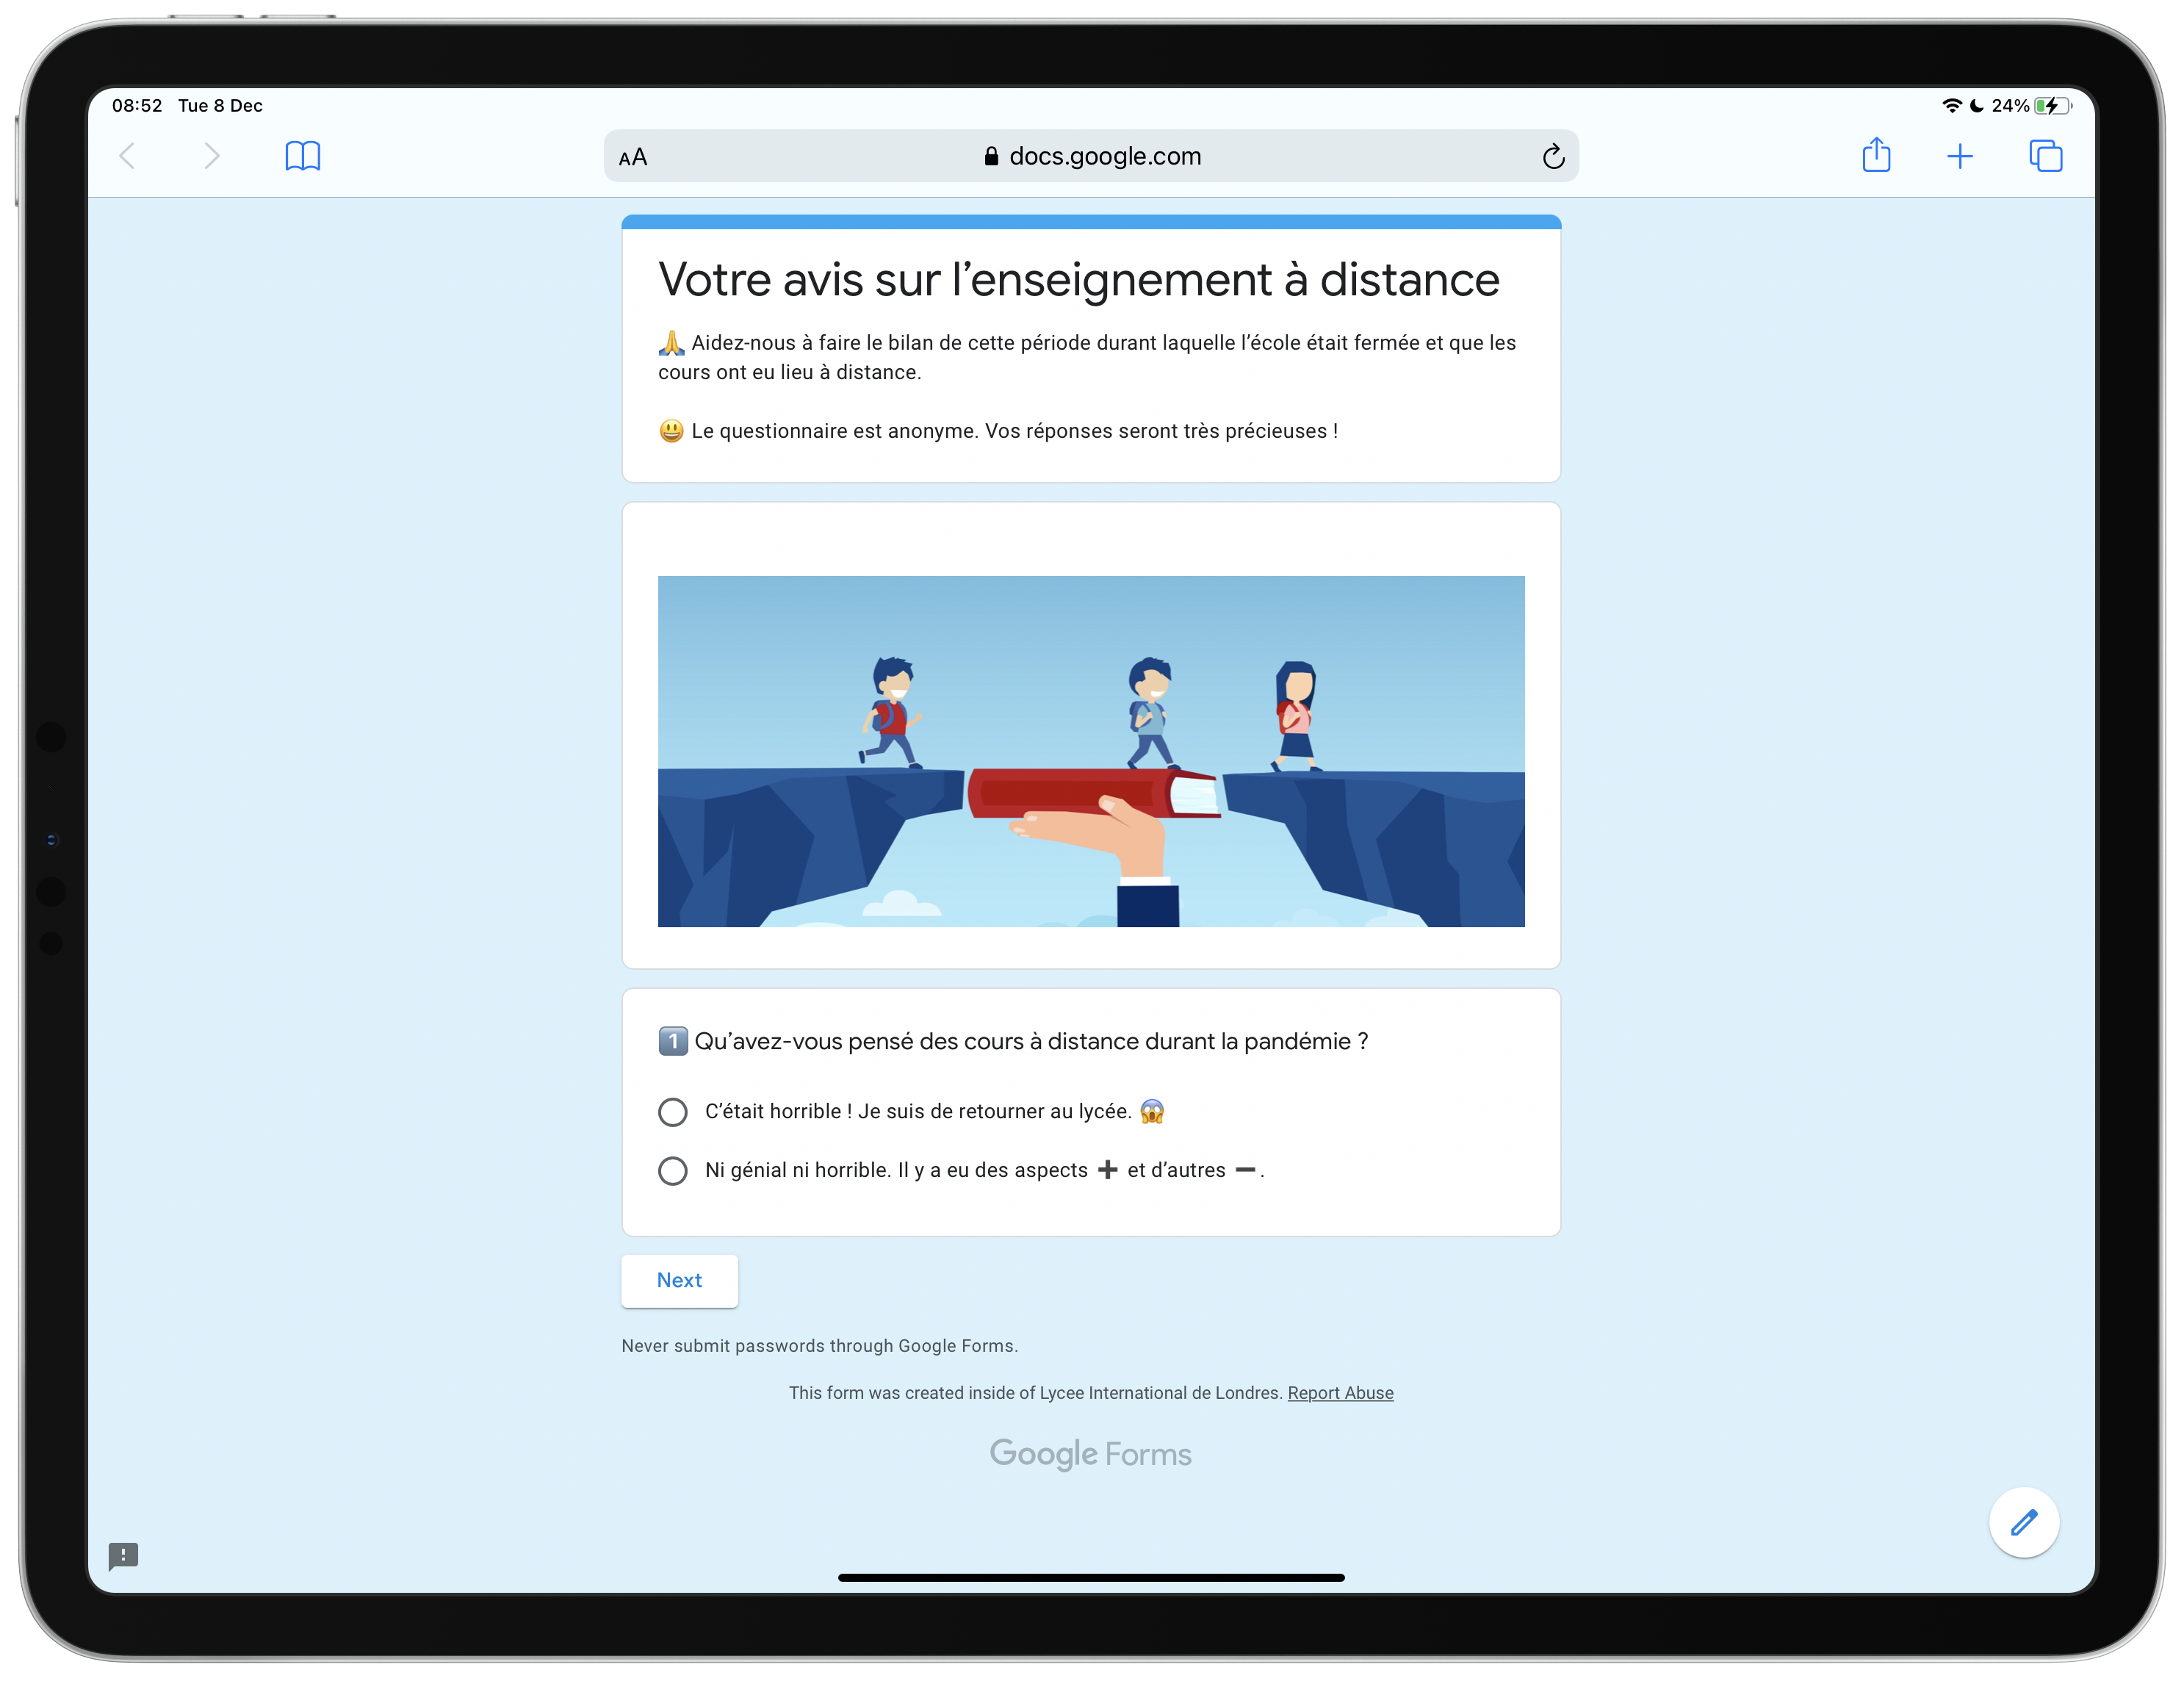 08:52 Tue 8 Dec
24%
AA docs.google.com
Votre avis sur l’enseignement à distance
🙏 Aidez-nous à faire le bilan de cette période durant laquelle l’école était fermée et que les
cours ont eu lieu à distance.
😃 Le questionnaire est anonyme. Vos réponses seront très précieuses !
1️⃣ Qu’avez-vous pensé des cours à distance durant la pandémie ?
C’était horrible ! Je suis de retourner au lycée. 😱
Ni génial ni horrible. Il y a eu des aspects ➕ et d’autres ➖.
Next
Never submit passwords through Google Forms.
This form was created inside of Lycee International de Londres. Report Abuse
Google Forms